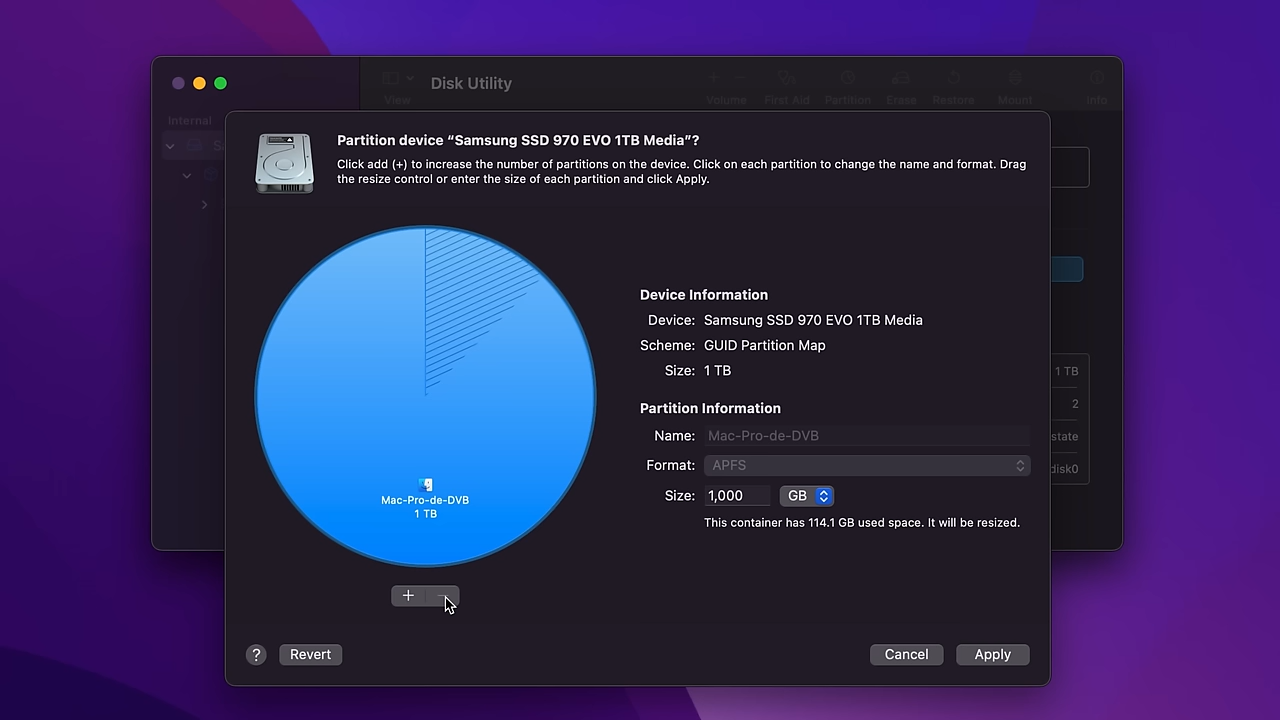 Disk Utility
View
Volume
First Aid
Partition
Erase
Restore
Mount
Info
Internal
Partition device “Samsung SSD 970 EVO 1TB Media”?
Click add (+) to increase the number of partitions on the device. Click on each partition to change the name and format. Drag
the resize control or enter the size of each partition and click Apply.
Mac-Pro-de-DVB
1 TB
Device Information
Device: Samsung SSD 970 EVO 1TB Media
Scheme: GUID Partition Map
Size: 1 TB
Partition Information
Name: Mac-Pro-de-DVB
Format: APFS
Size: 1,000 GB
This container has 114.1 GB used space. It will be resized.
1 TB
2
state
disk0
+ −
? Revert
Cancel
Apply